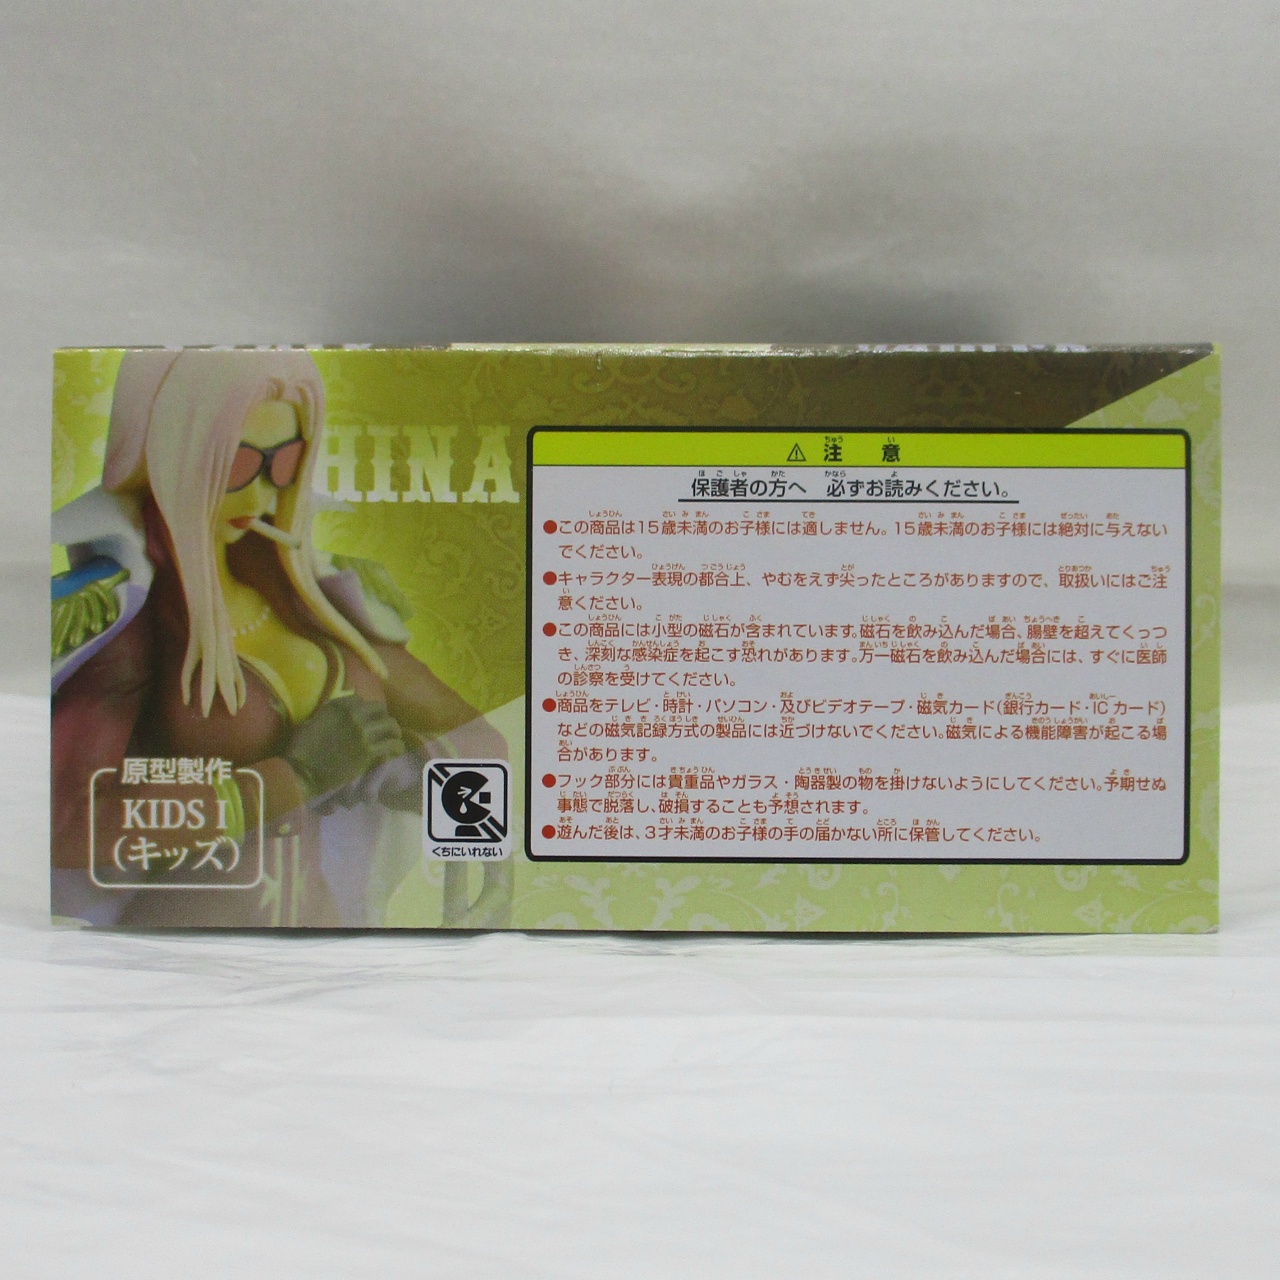 HINA
⚠ 注意
保護者の方へ 必ずお読みください。
●この商品は15歳未満のお子様には適しません。15歳未満のお子様には絶対に与えない
でください。
●キャラクター表現の都合上、やむをえず尖ったところがありますので、取扱いにはご注
意ください。
●この商品には小型の磁石が含まれています。磁石を飲み込んだ場合、腸壁を超えてくっつ
き、深刻な感染症を起こす恐れがあります。万一磁石を飲み込んだ場合には、すぐに医師
の診察を受けてください。
●商品をテレビ・時計・パソコン・及びビデオテープ・磁気カード(銀行カード・ICカード)
などの磁気記録方式の製品には近づけないでください。磁気による機能障害が起こる場
合があります。
●フック部分には貴重品やガラス・陶器製の物を掛けないようにしてください。予期せぬ
事態で脱落し、破損することも予想されます。
●遊んだ後は、3才未満のお子様の手の届かない所に保管してください。
くちにいれない
原型製作
KIDS I
(キッズ)